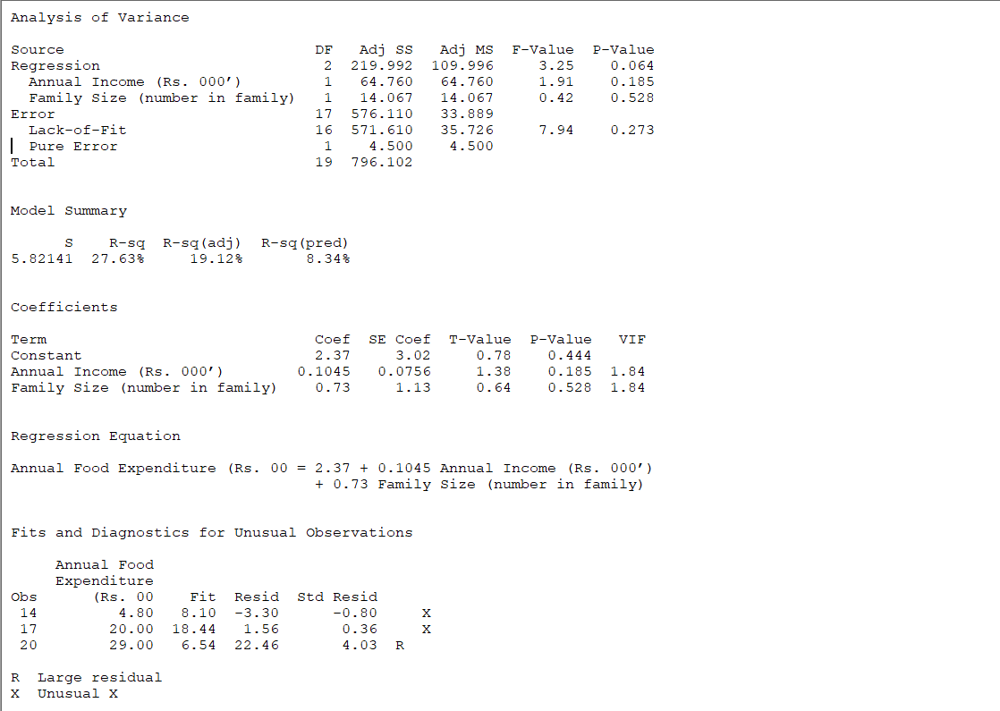 Analysis of Variance
Source DF Adj SS Adj MS F-Value P-Value
Regression 2 219.992 109.996 3.25 0.064
Annual Income (Rs. 000’) 1 64.760 64.760 1.91 0.185
Family Size (number in family) 1 14.067 14.067 0.42 0.528
Error 17 576.110 33.889
Lack-of-Fit 16 571.610 35.726 7.94 0.273
Pure Error 1 4.500 4.500
Total 19 796.102
Model Summary
S R-sq R-sq(adj) R-sq(pred)
5.82141 27.63% 19.12% 8.34%
Coefficients
Term Coef SE Coef T-Value P-Value VIF
Constant 2.37 3.02 0.78 0.444
Annual Income (Rs. 000’) 0.1045 0.0756 1.38 0.185 1.84
Family Size (number in family) 0.73 1.13 0.64 0.528 1.84
Regression Equation
Annual Food Expenditure (Rs. 00 = 2.37 + 0.1045 Annual Income (Rs. 000’)
+ 0.73 Family Size (number in family)
Fits and Diagnostics for Unusual Observations
Annual Food
Expenditure
Obs (Rs. 00 Fit Resid Std Resid
14 4.80 8.10 -3.30 -0.80 X
17 20.00 18.44 1.56 0.36 X
20 29.00 6.54 22.46 4.03 R
R Large residual
X Unusual X